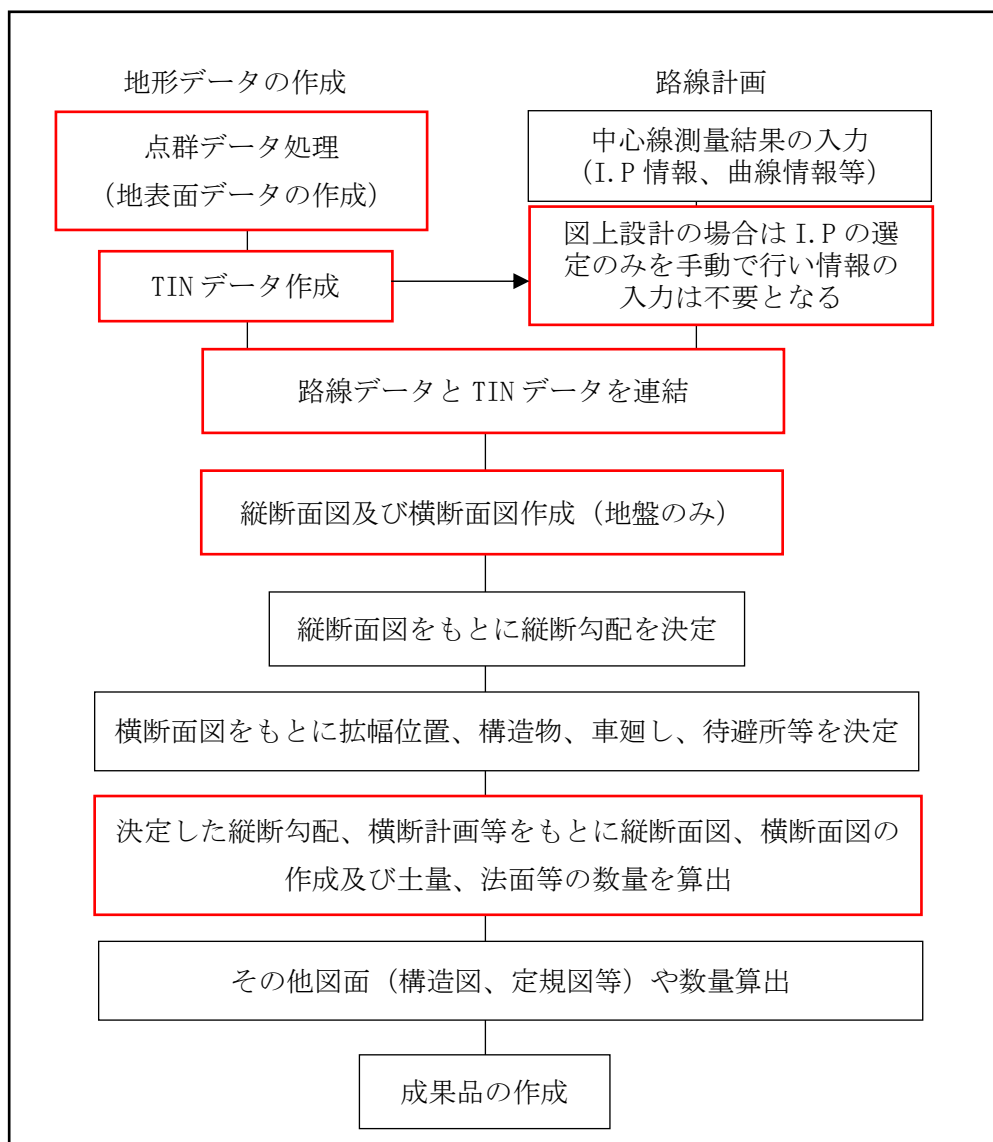 地形データの作成
点群データ処理
(地表面データの作成)
TINデータ作成
路線計画
中心線測量結果の入力
(I.P情報、曲線情報等)
図上設計の場合はI.Pの選
定のみを手動で行い情報の
入力は不要となる
路線データとTINデータを連結
縦断面図及び横断面図作成(地盤のみ)
縦断面図をもとに縦断勾配を決定
横断面図をもとに拡幅位置、構造物、車廻し、待避所等を決定
決定した縦断勾配、横断計画等をもとに縦断面図、横断面図の
作成及び土量、法面等の数量を算出
その他図面(構造図、定規図等)や数量算出
成果品の作成